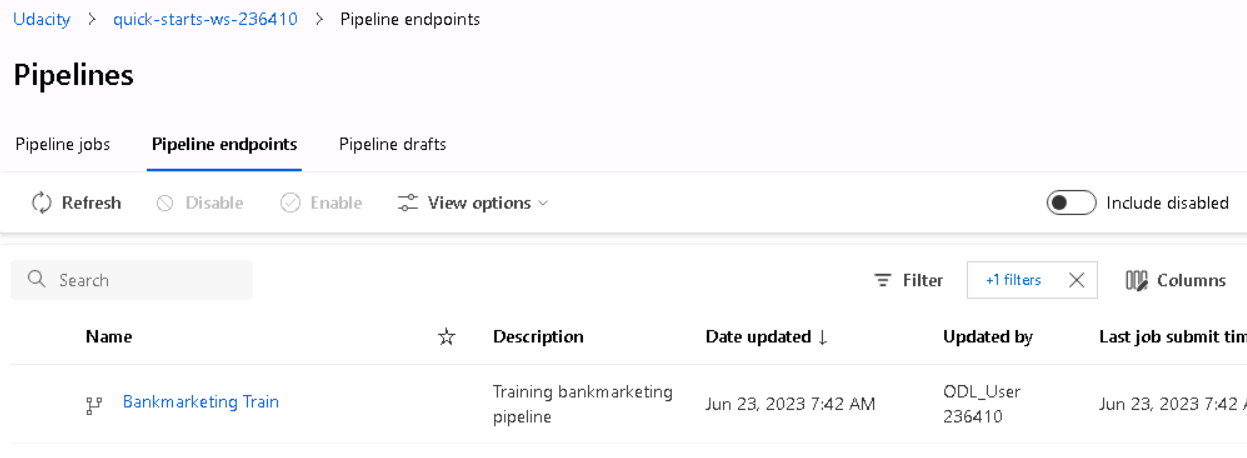 Udacity > quick-starts-ws-236410 > Pipeline endpoints
Pipelines
Pipeline jobs Pipeline endpoints Pipeline drafts
Refresh Disable Enable View options Include disabled
Search Filter +1 filters Columns
Name Description Date updated ↓ Updated by Last job submit tim
Bankmarketing Train Training bankmarketing pipeline Jun 23, 2023 7:42 AM ODL_User 236410 Jun 23, 2023 7:42